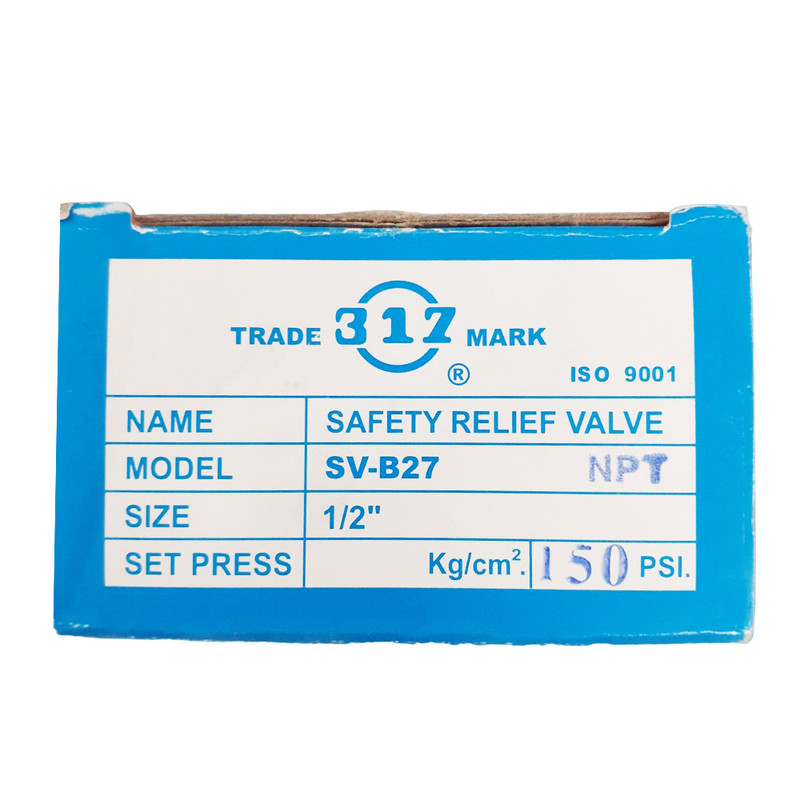 TRADE 317 MARK
®
ISO 9001
NAME SAFETY RELIEF VALVE
MODEL SV-B27 NPT
SIZE 1/2"
SET PRESS Kg/cm². 150 PSI.